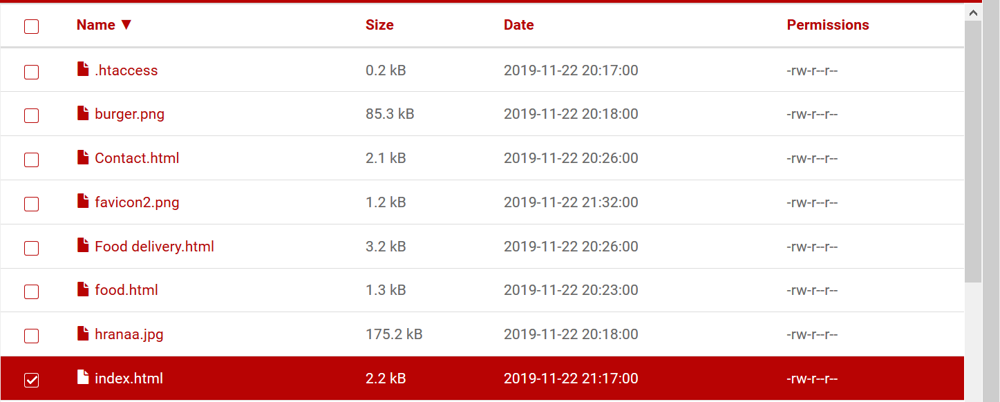 Name ▼ Size Date Permissions
.htaccess 0.2 kB 2019-11-22 20:17:00 -rw-r--r--
burger.png 85.3 kB 2019-11-22 20:18:00 -rw-r--r--
Contact.html 2.1 kB 2019-11-22 20:26:00 -rw-r--r--
favicon2.png 1.2 kB 2019-11-22 21:32:00 -rw-r--r--
Food delivery.html 3.2 kB 2019-11-22 20:26:00 -rw-r--r--
food.html 1.3 kB 2019-11-22 20:23:00 -rw-r--r--
hranaa.jpg 175.2 kB 2019-11-22 20:18:00 -rw-r--r--
index.html 2.2 kB 2019-11-22 21:17:00 -rw-r--r--